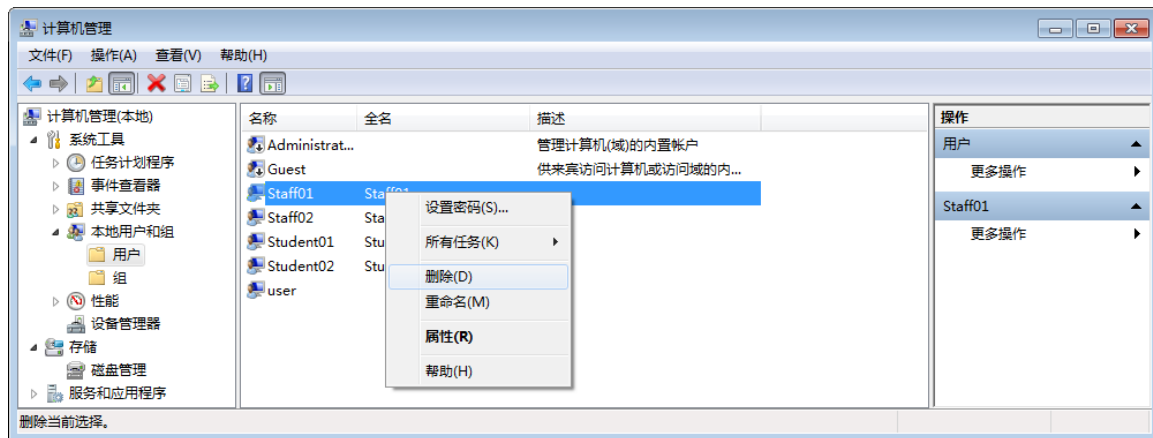 计算机管理
文件(F) 操作(A) 查看(V) 帮助(H)
计算机管理(本地)
系统工具
任务计划程序
事件查看器
共享文件夹
本地用户和组
用户
组
性能
设备管理器
存储
磁盘管理
服务和应用程序
名称 全名 描述
Administrat... 管理计算机(域)的内置帐户
Guest 供来宾访问计算机或访问域的内...
Staff01 Staff01
Staff02 Sta
Student01 Stu
Student02 Stu
user
设置密码(S)...
所有任务(K)
删除(D)
重命名(M)
属性(R)
帮助(H)
操作
用户
更多操作
Staff01
更多操作
删除当前选择。